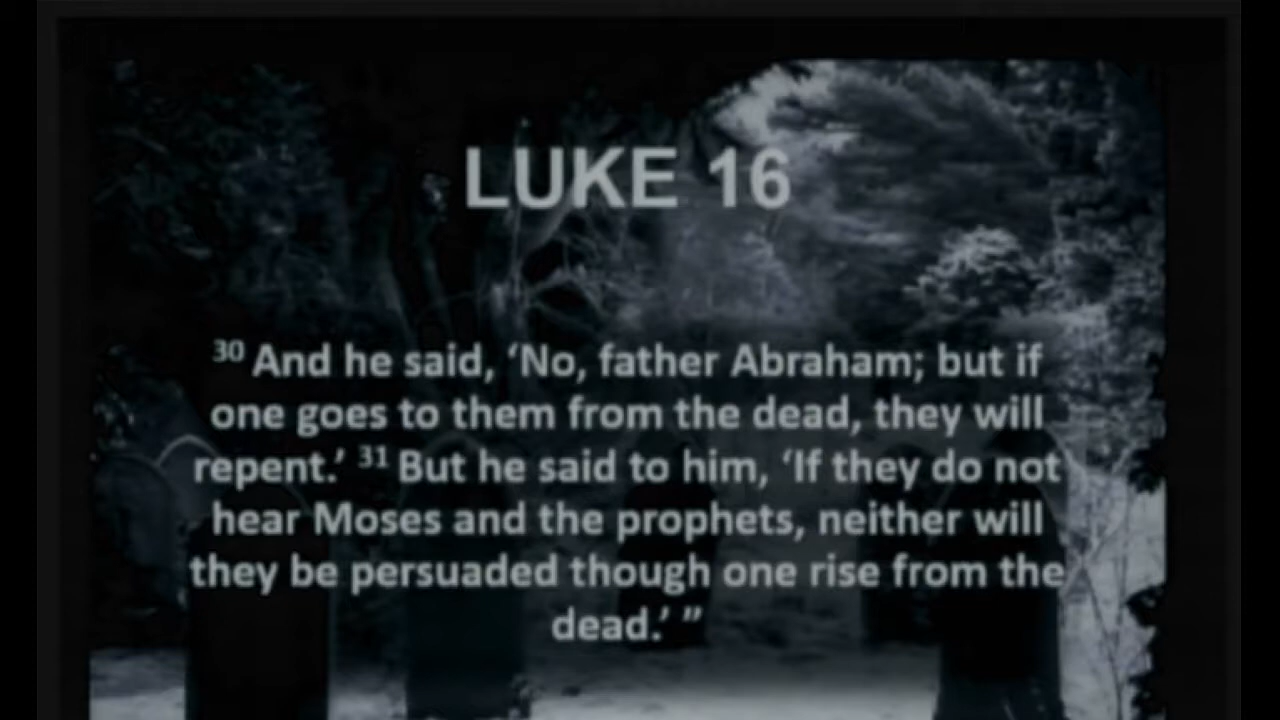 LUKE 16
30 And he said, ‘No, father Abraham; but if
one goes to them from the dead, they will
repent.’ 31 But he said to him, ‘If they do not
hear Moses and the prophets, neither will
they be persuaded though one rise from the
dead.’ ”